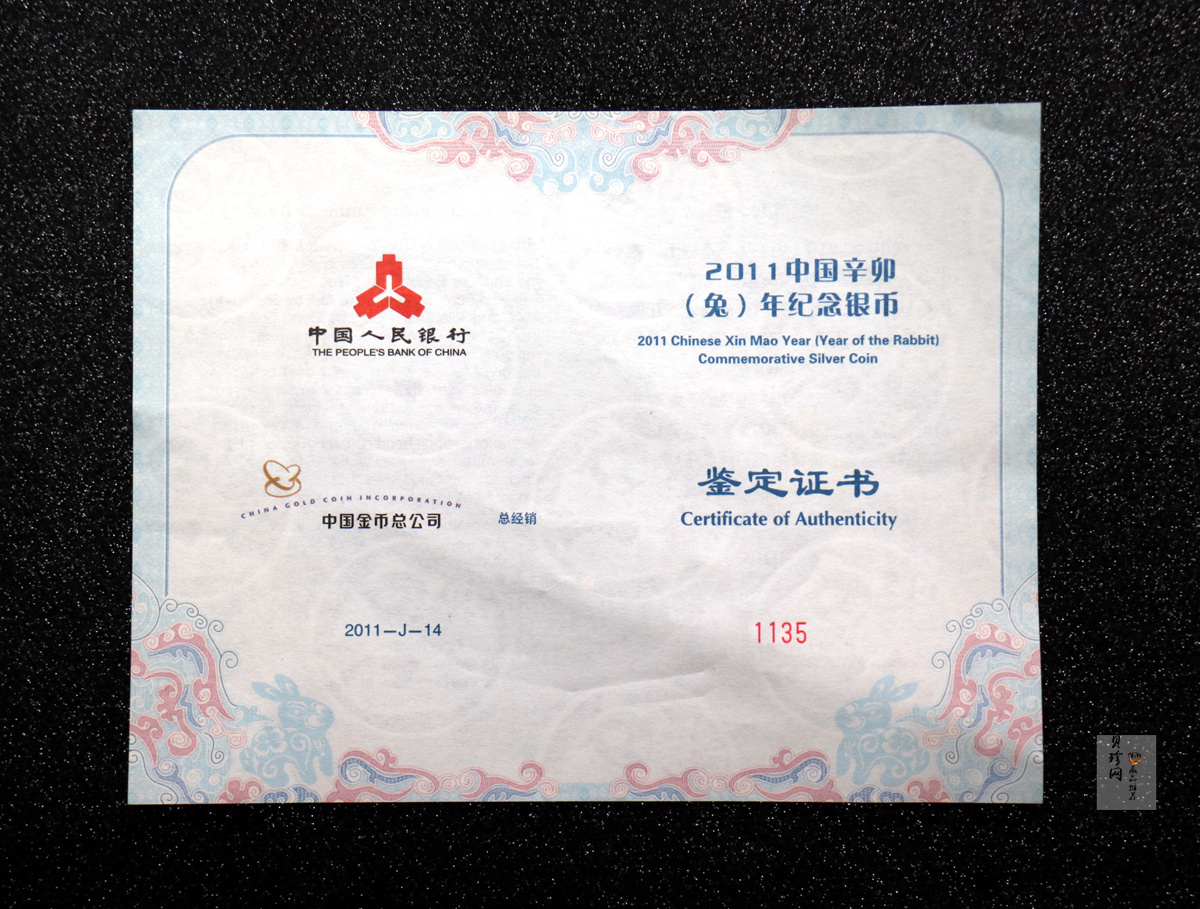 中国人民银行
THE PEOPLE'S BANK OF CHINA
2011中国辛卯
（兔）年纪念银币
2011 Chinese Xin Mao Year (Year of the Rabbit)
Commemorative Silver Coin
CHINA GOLD COIN INCORPORATION
中国金币总公司
总经销
鉴定证书
Certificate of Authenticity
2011—J—14
1135
贝珍网